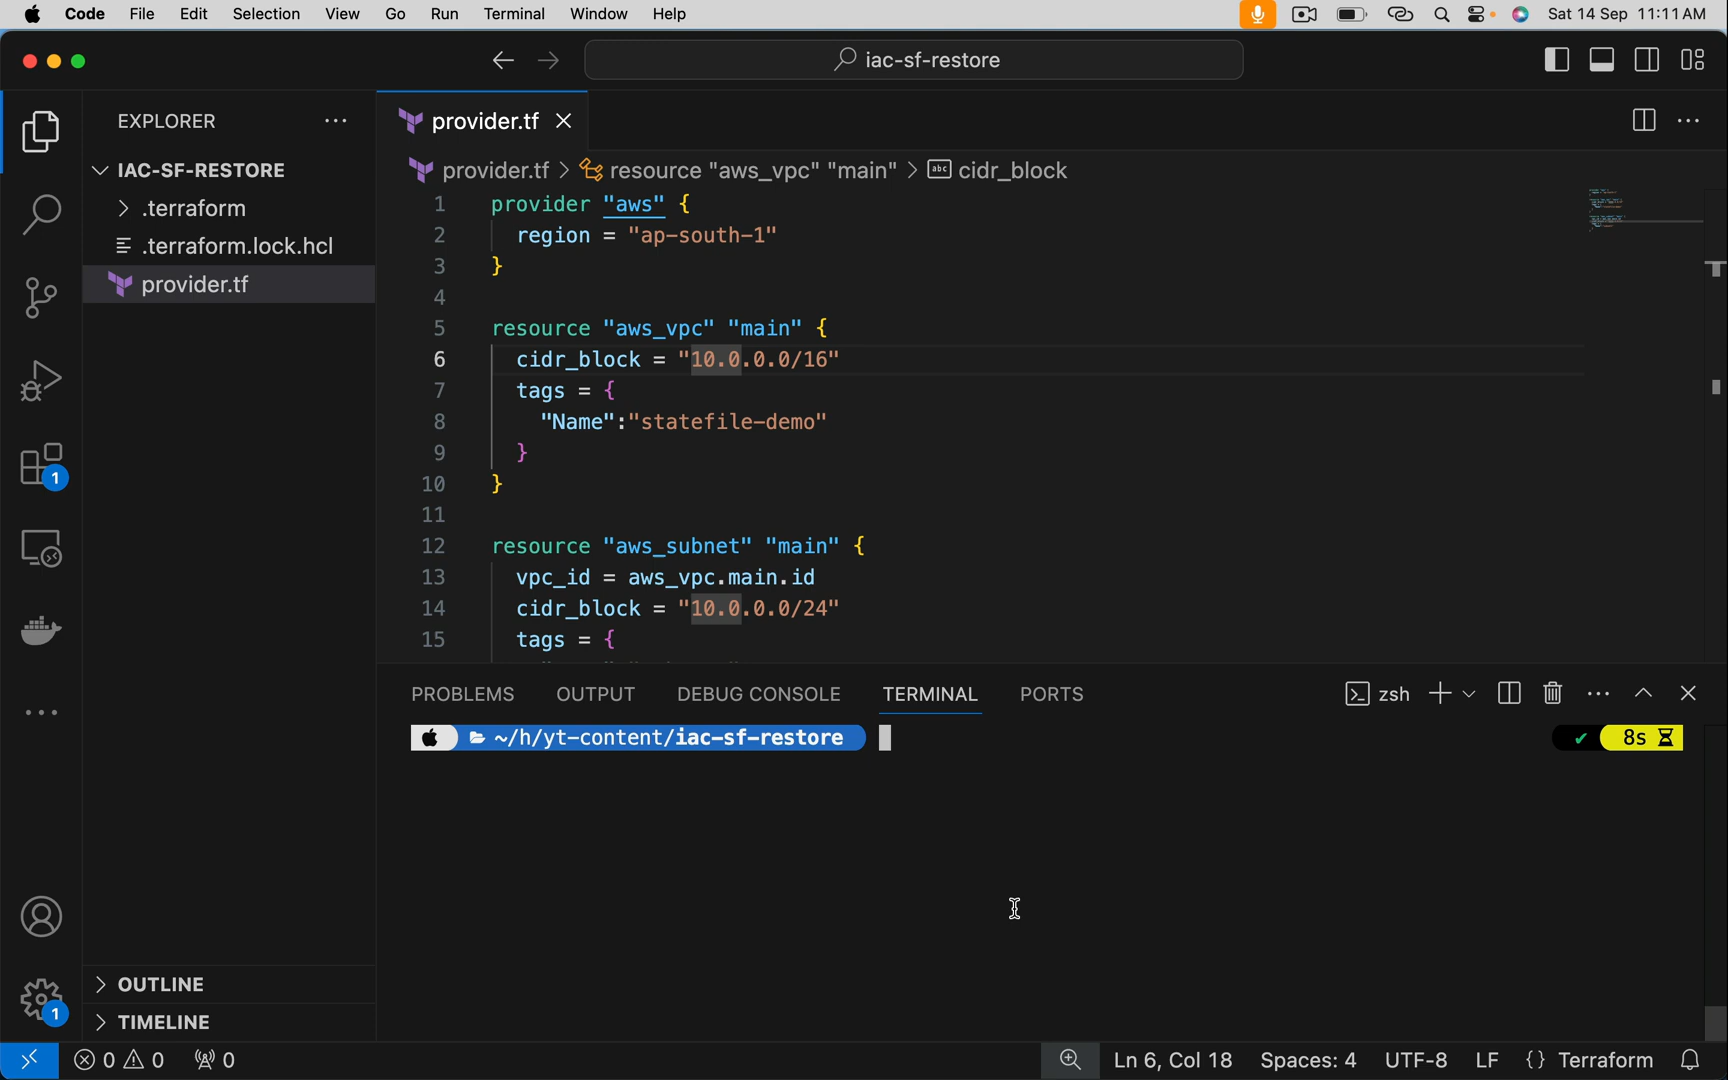 Code File Edit Selection View Go Run Terminal Window Help Sat 14 Sep 11:11 AM
iac-sf-restore
EXPLORER
IAC-SF-RESTORE
.terraform
.terraform.lock.hcl
provider.tf
provider.tf
provider.tf > resource "aws_vpc" "main" > abc cidr_block
1 provider "aws" {
2 region = "ap-south-1"
3 }
4
5 resource "aws_vpc" "main" {
6 cidr_block = "10.0.0.0/16"
7 tags = {
8 "Name":"statefile-demo"
9 }
10 }
11
12 resource "aws_subnet" "main" {
13 vpc_id = aws_vpc.main.id
14 cidr_block = "10.0.0.0/24"
15 tags = {
PROBLEMS OUTPUT DEBUG CONSOLE TERMINAL PORTS zsh
~/h/yt-content/iac-sf-restore 8s
1
OUTLINE
1
TIMELINE
0 0 0 Ln 6, Col 18 Spaces: 4 UTF-8 LF {} Terraform